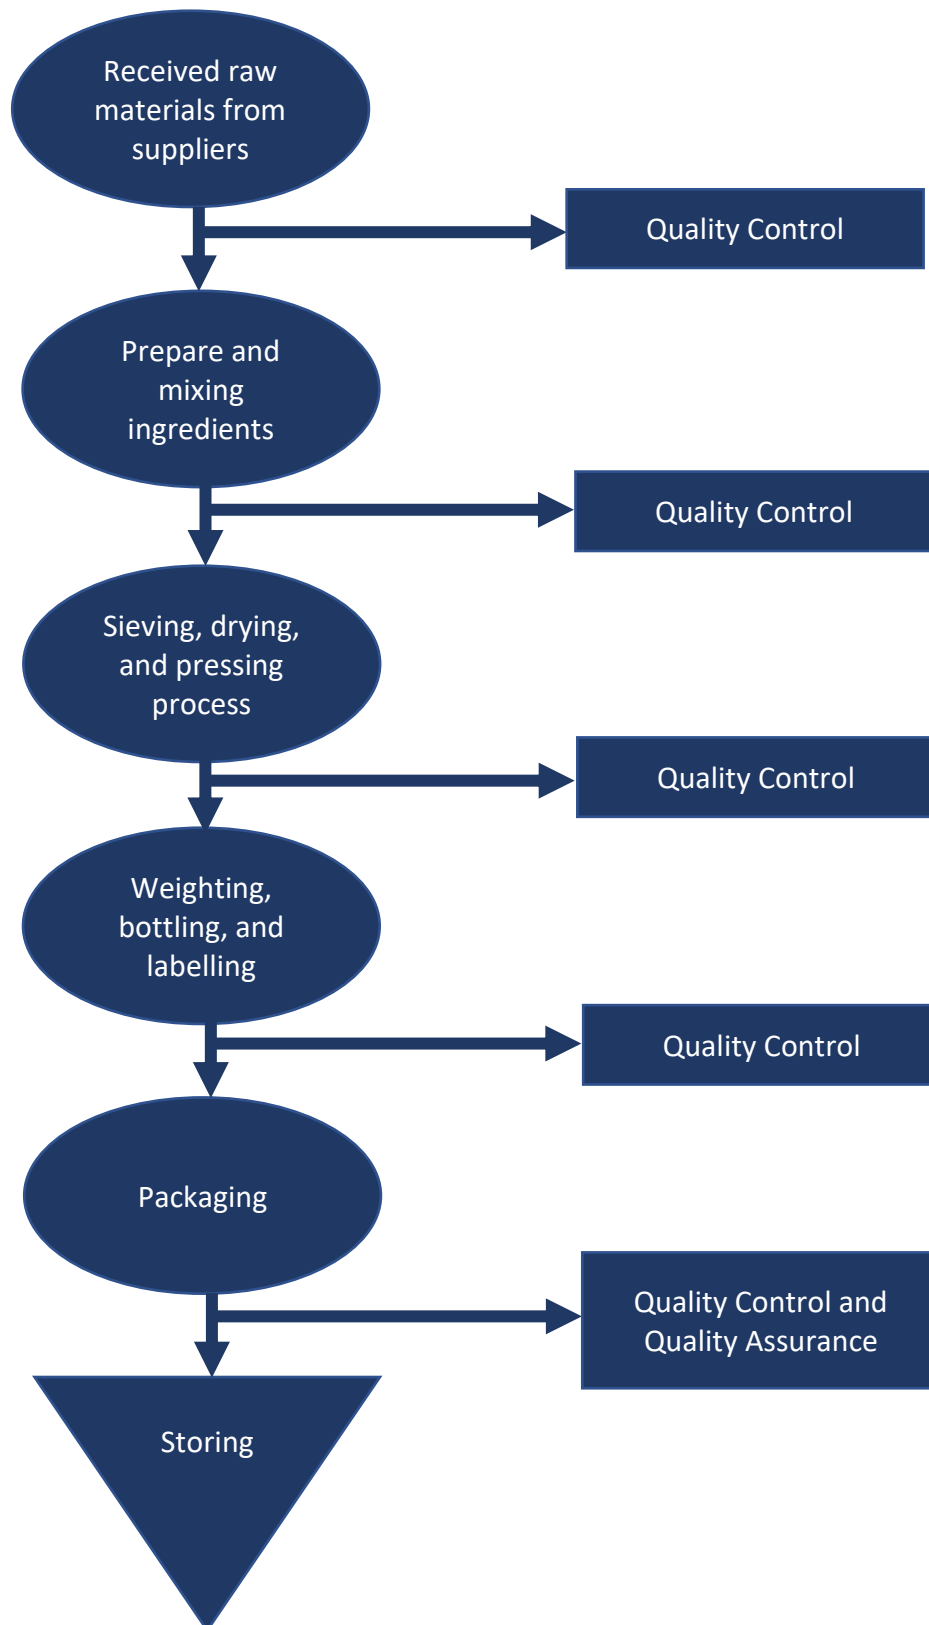 Received raw
materials from
suppliers
Quality Control
Prepare and
mixing
ingredients
Quality Control
Sieving, drying,
and pressing
process
Quality Control
Weighting,
bottling, and
labelling
Quality Control
Packaging
Quality Control and
Quality Assurance
Storing